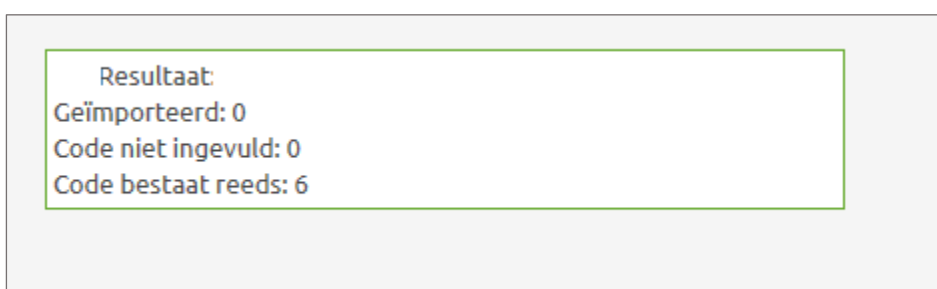 Resultaat:
Geïmporteerd: 0
Code niet ingevuld: 0
Code bestaat reeds: 6